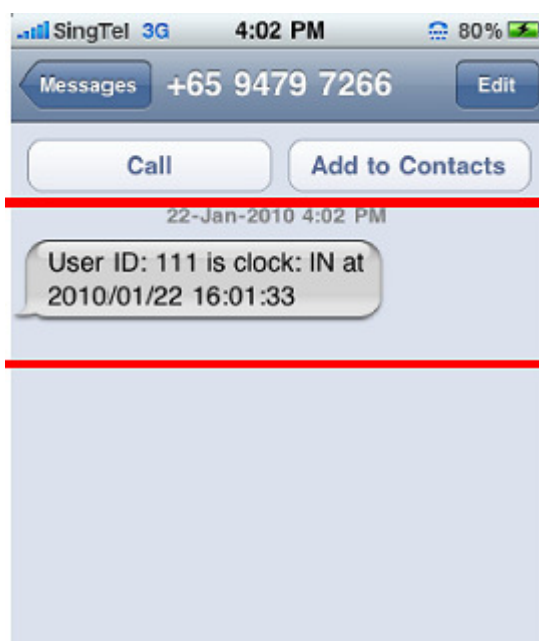 SingTel 3G 4:02 PM 80%
Messages +65 9479 7266 Edit
Call Add to Contacts
22-Jan-2010 4:02 PM
User ID: 111 is clock: IN at
2010/01/22 16:01:33